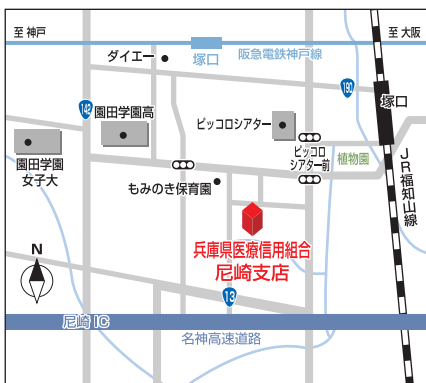 至 神戸
至 大阪
ダイエー
塚口
阪急電鉄神戸線
190
142
塚口
園田学園高
ピッコロシアター
園田学園
女子大
ピッコロ
シアター前
植物園
もみのき保育園
JR福知山線
兵庫県医療信用組合
尼崎支店
N
13
尼崎IC
名神高速道路